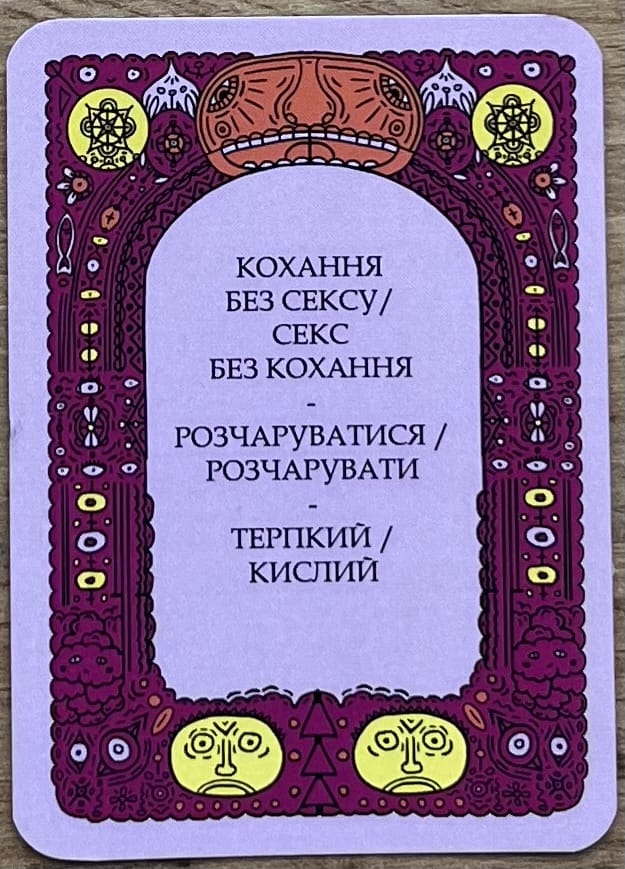 КОХАННЯ
БЕЗ СЕКСУ/
СЕКС
БЕЗ КОХАННЯ
-
РОЗЧАРУВАТИСЯ /
РОЗЧАРУВАТИ
-
ТЕРПКИЙ /
КИСЛИЙ